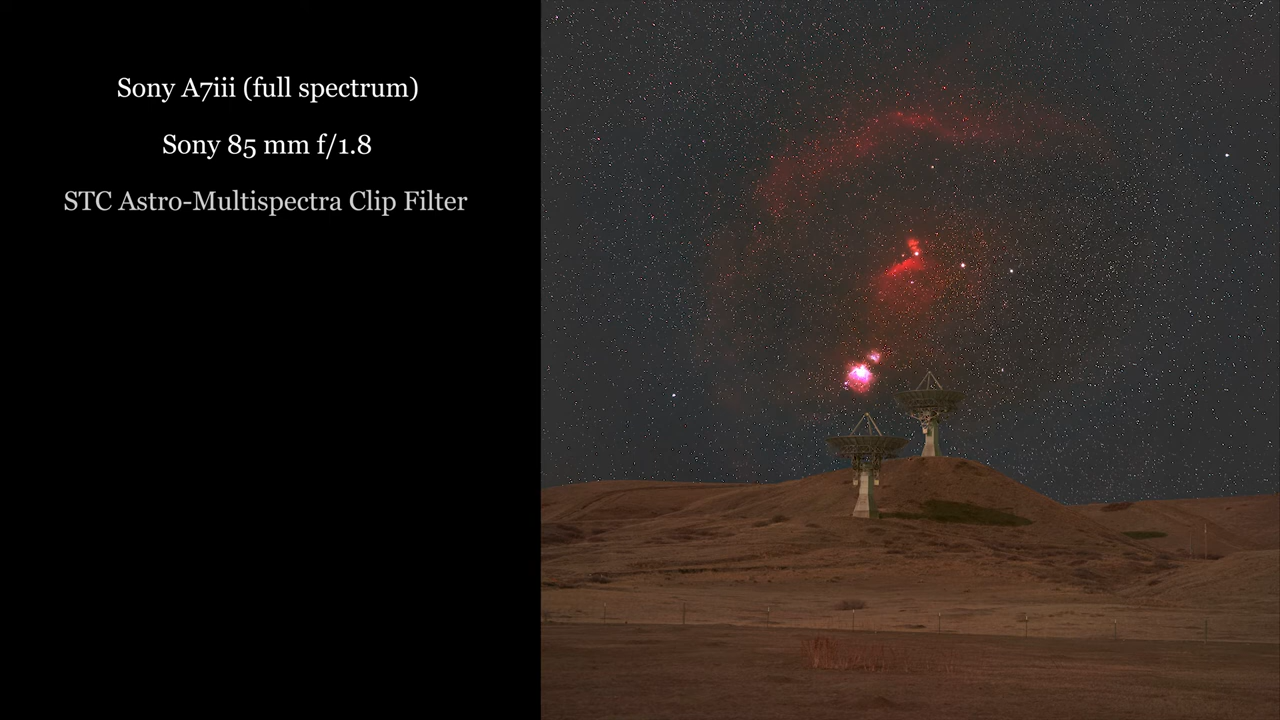 Sony A7iii (full spectrum)
Sony 85 mm f/1.8
STC Astro-Multispectra Clip Filter